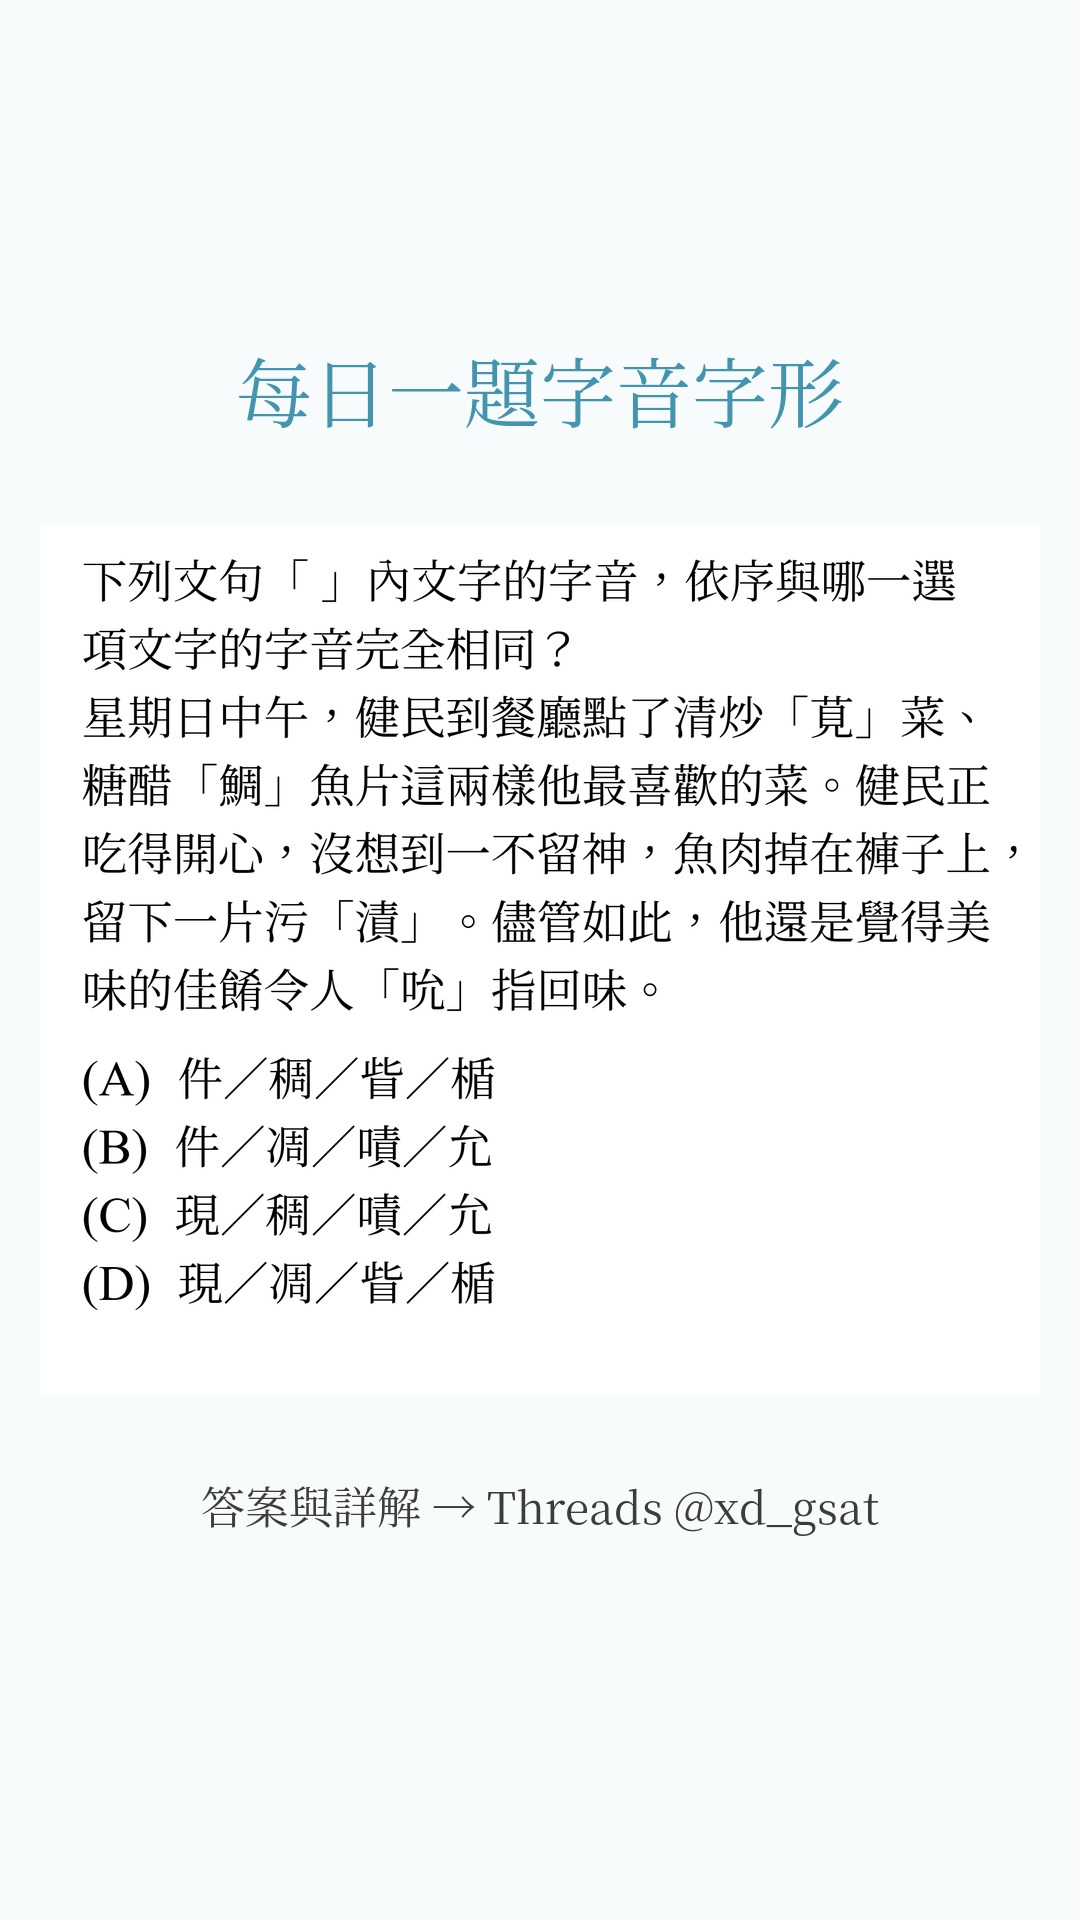 每日一題字音字形
下列文句「 」內文字的字音，依序與哪一選
項文字的字音完全相同？
星期日中午，健民到餐廳點了清炒「莧」菜、
糖醋「鯛」魚片這兩樣他最喜歡的菜。健民正
吃得開心，沒想到一不留神，魚肉掉在褲子上，
留下一片污「漬」。儘管如此，他還是覺得美
味的佳餚令人「吮」指回味。
(A) 件／稠／眥／楯
(B) 件／凋／嘖／允
(C) 現／稠／嘖／允
(D) 現／凋／眥／楯
答案與詳解 → Threads @xd_gsat